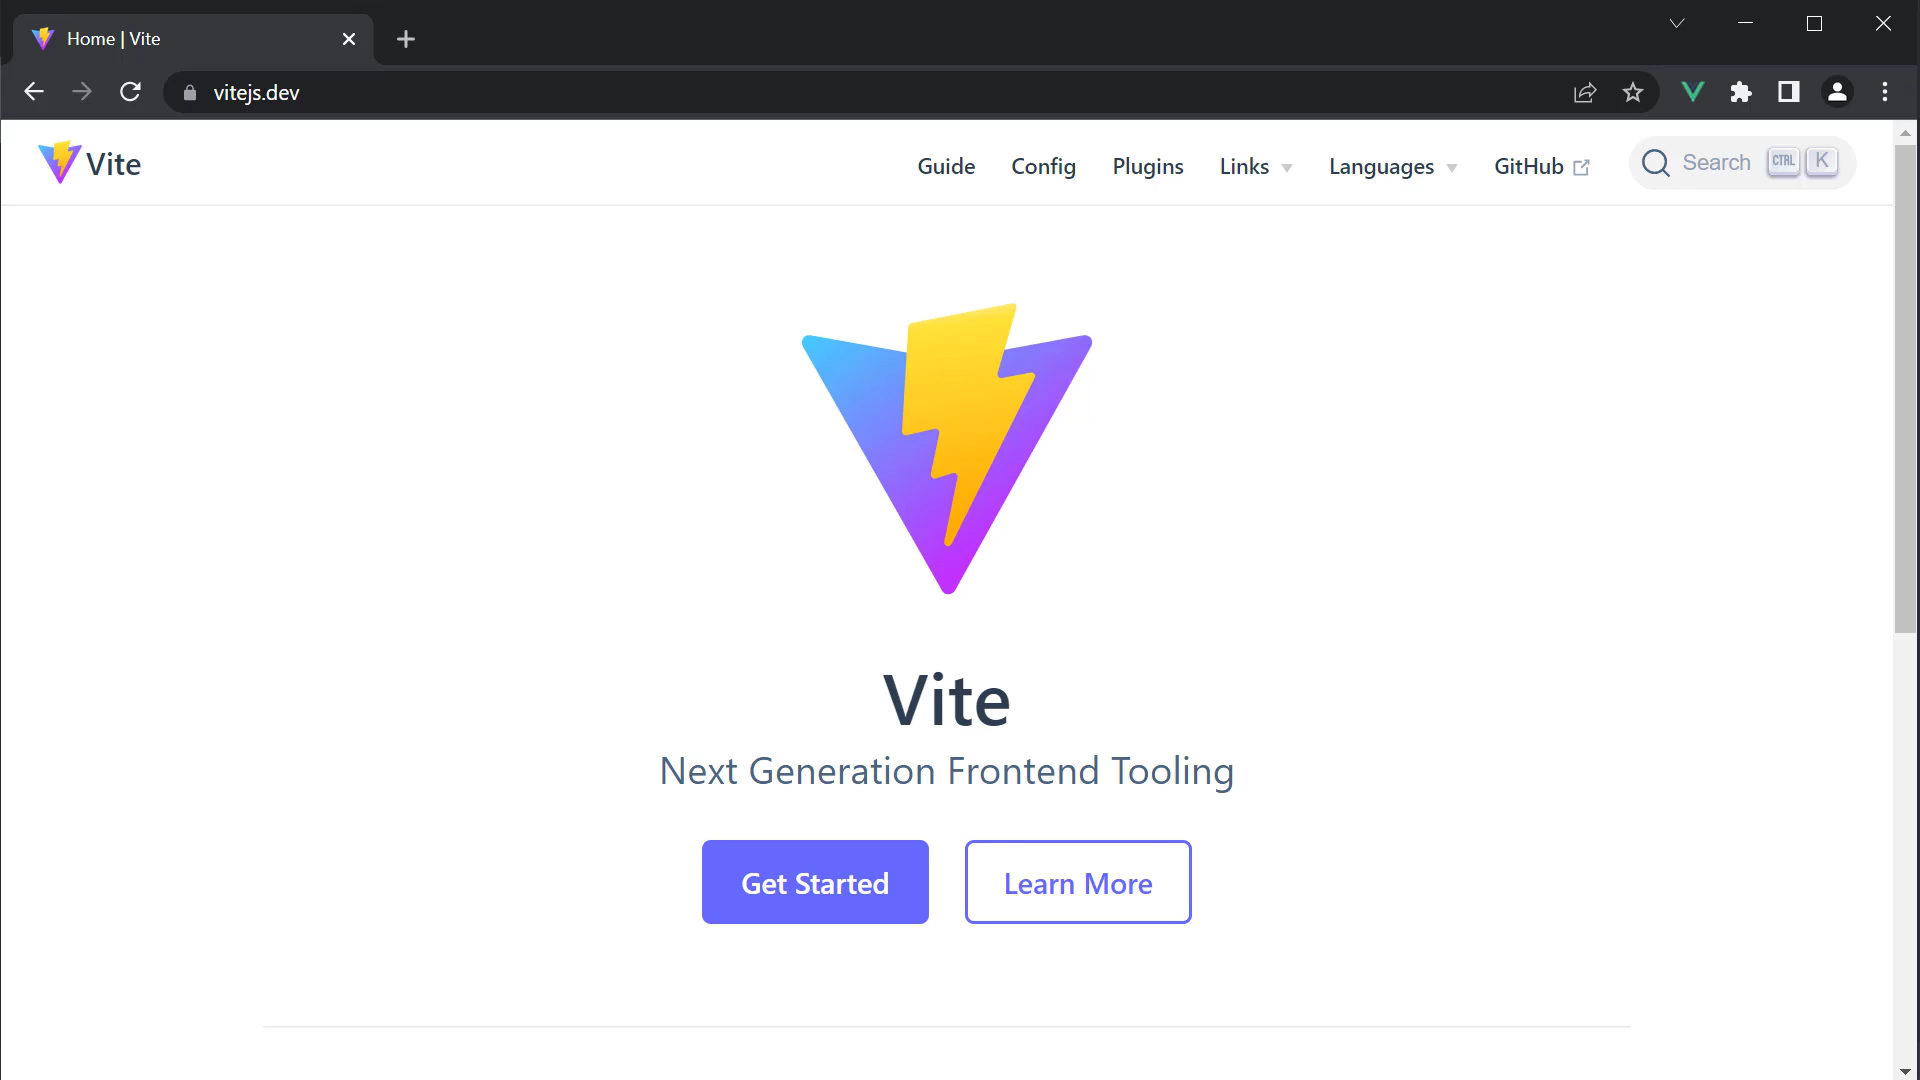 Home | Vite
vitejs.dev
Vite
Guide Config Plugins Links Languages GitHub Search CTRL K
Vite
Next Generation Frontend Tooling
Get Started Learn More